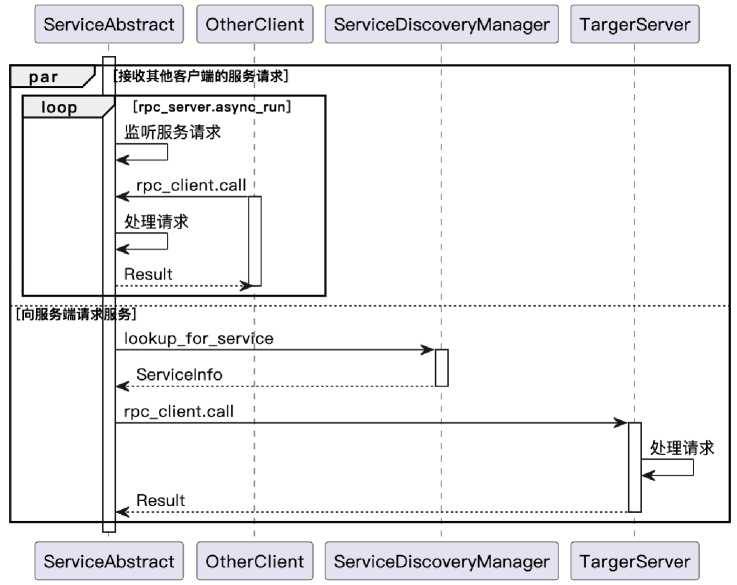 ServiceAbstract OtherClient ServiceDiscoveryManager TargerServer
par [接收其他客户端的服务请求]
loop [rpc_server.async_run]
监听服务请求
rpc_client.call
处理请求
Result
[向服务端请求服务]
lookup_for_service
ServiceInfo
rpc_client.call
处理请求
Result
ServiceAbstract OtherClient ServiceDiscoveryManager TargerServer